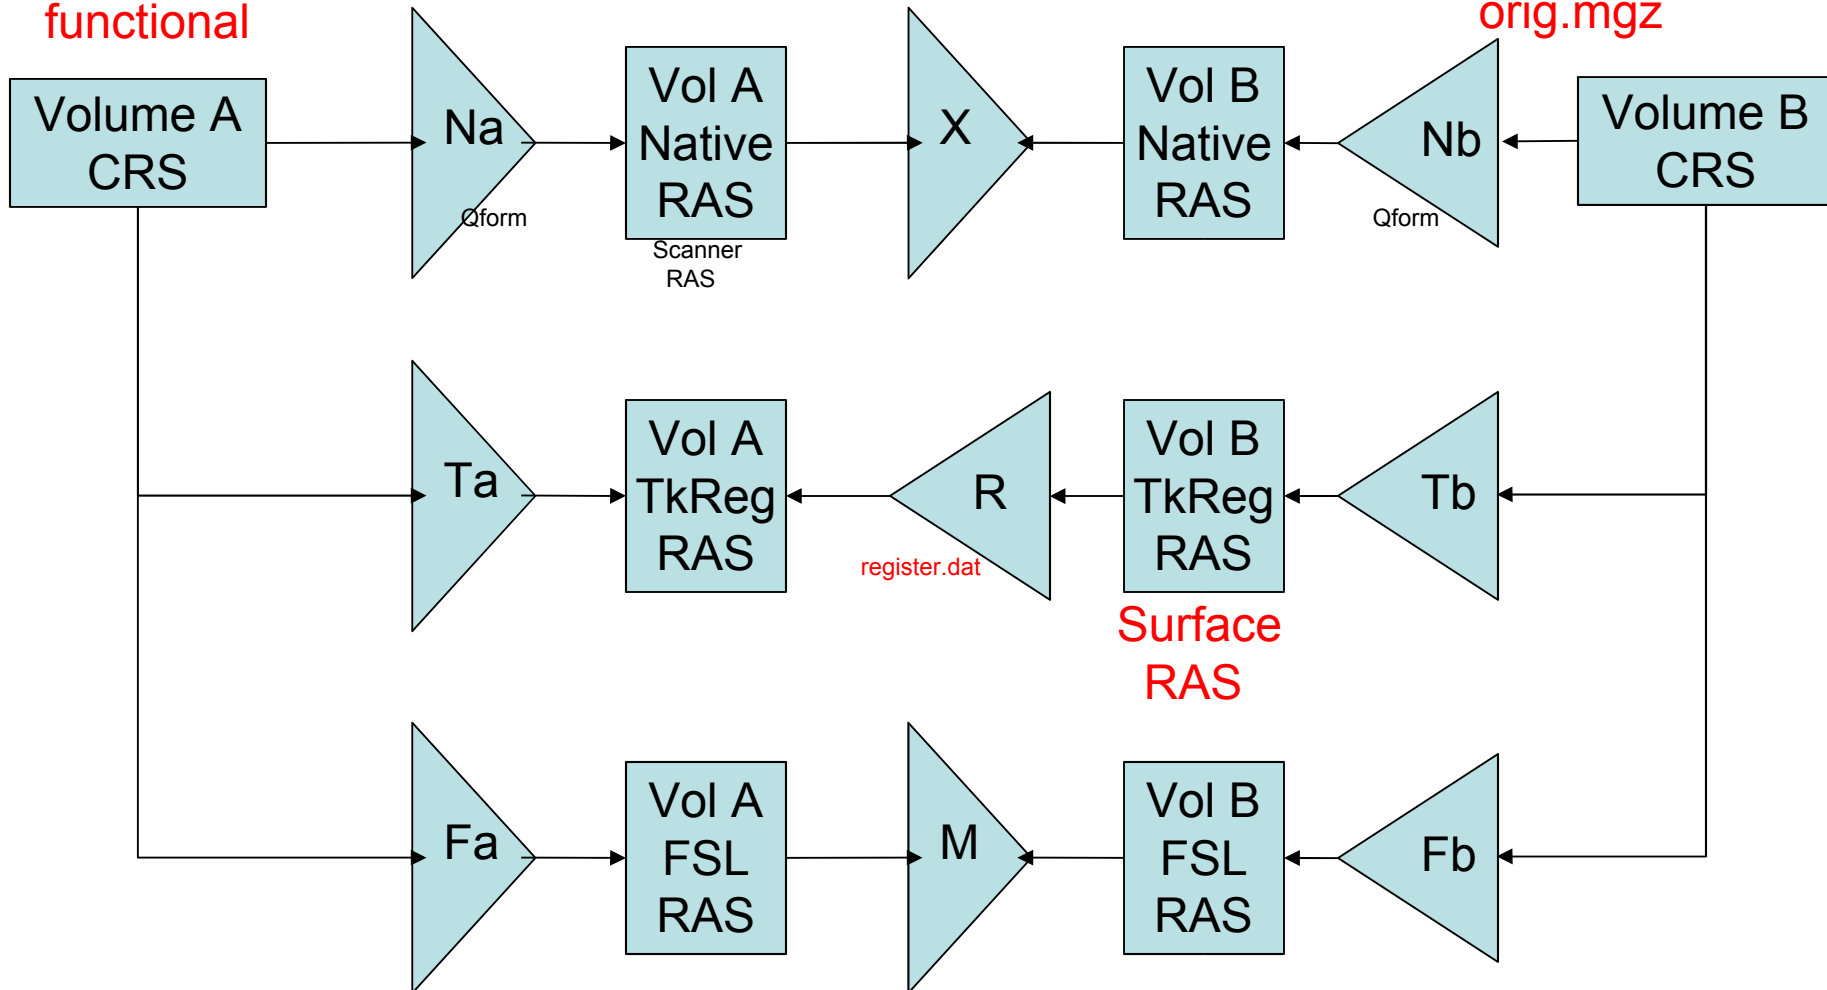 functional
orig.mgz
Volume A
CRS
Na
Qform
Vol A
Native
RAS
Scanner
RAS
X
Vol B
Native
RAS
Nb
Qform
Volume B
CRS
Ta
Vol A
TkReg
RAS
R
register.dat
Vol B
TkReg
RAS
Surface
RAS
Tb
Fa
Vol A
FSL
RAS
M
Vol B
FSL
RAS
Fb